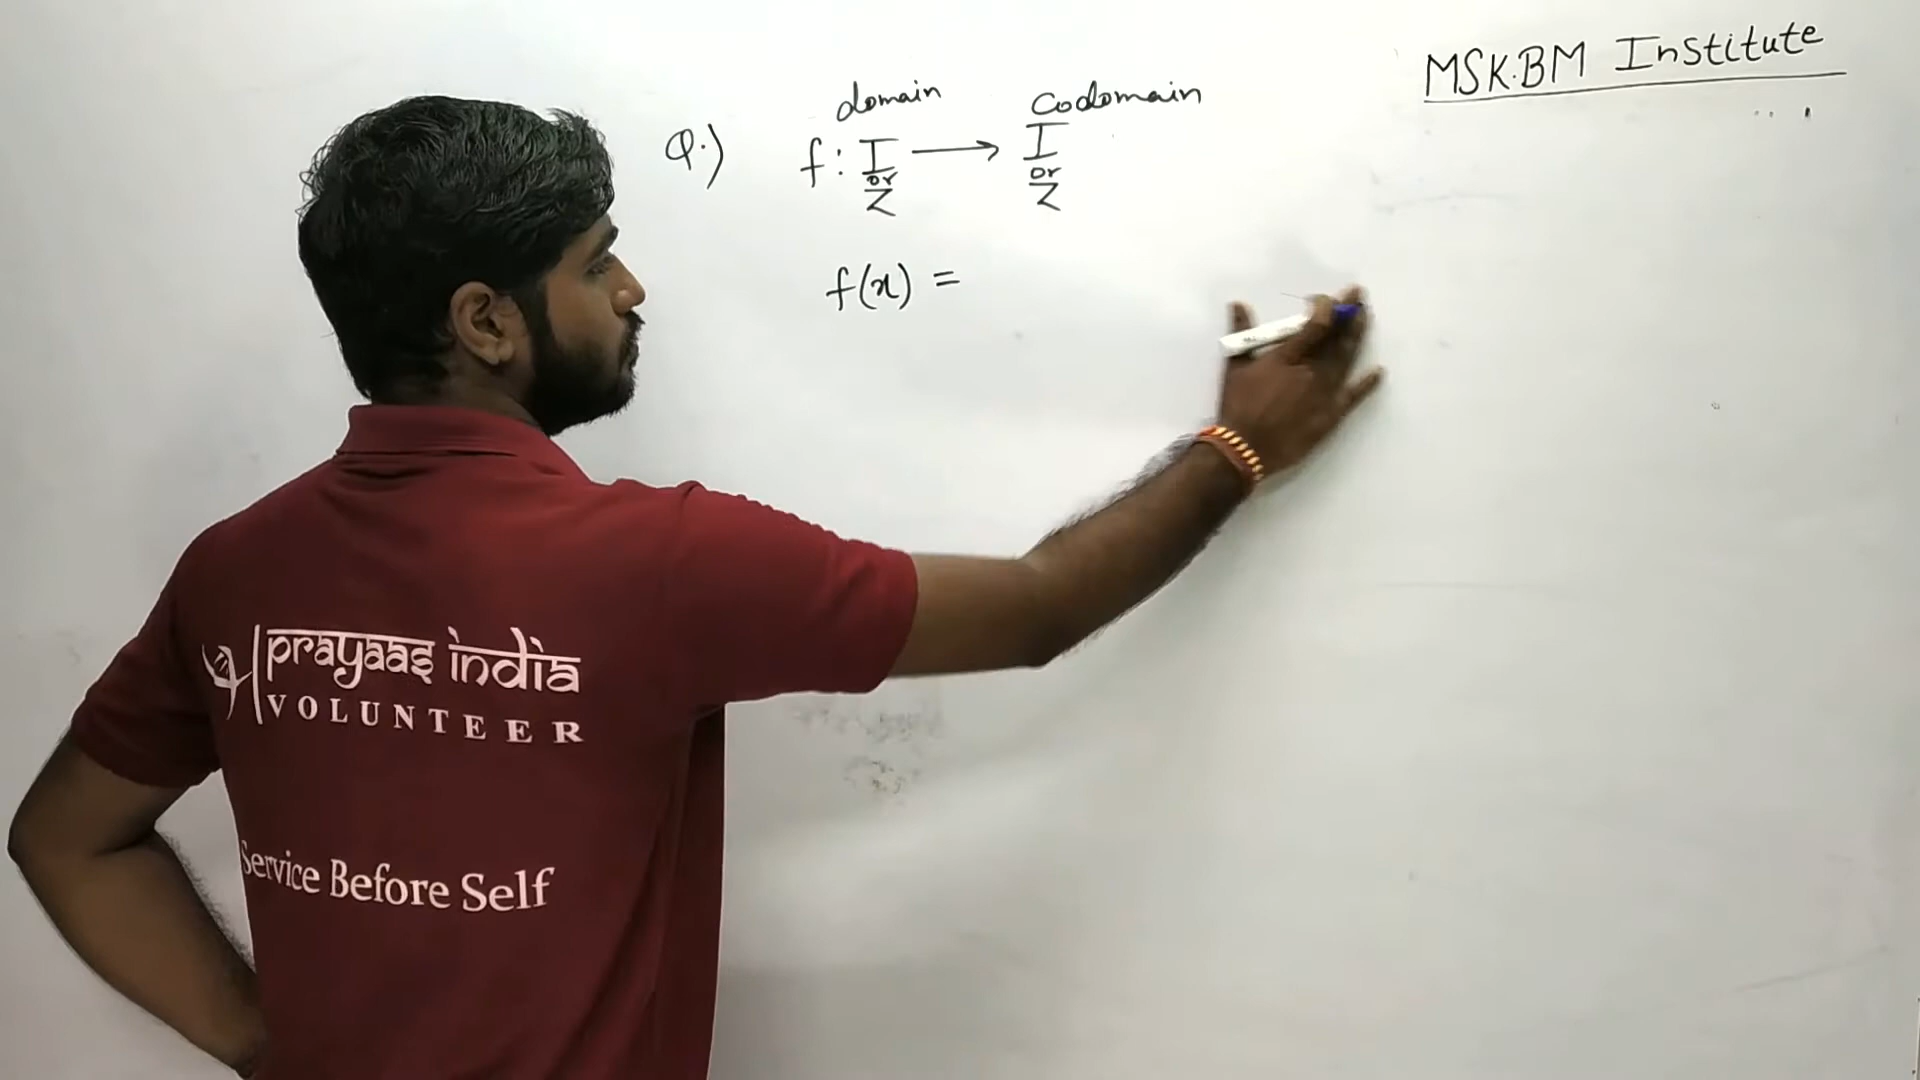 MSK.BM Institute
domain codomain
Q.) f: I → I
or or
Z Z
f(x) =
prayaas india
VOLUNTEER
Service Before Self